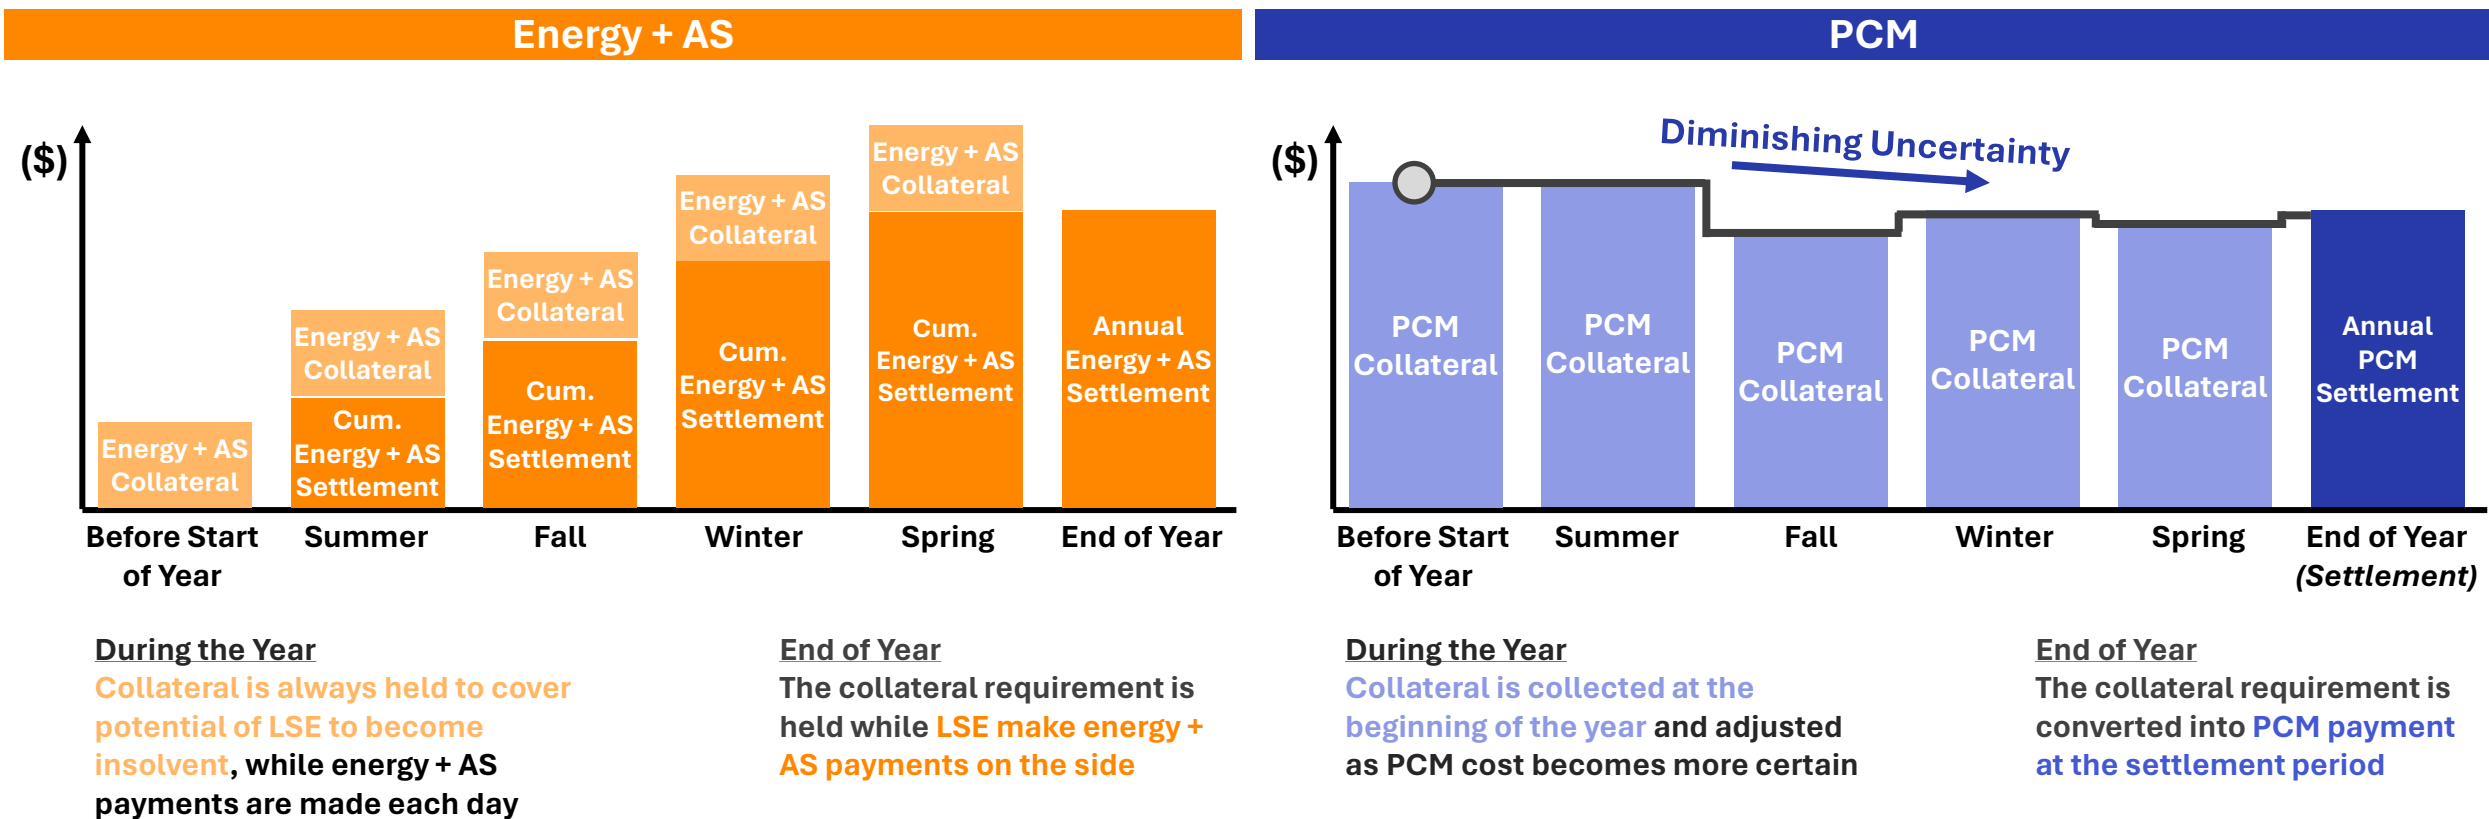 Energy + AS
($)
Energy + AS
Collateral
Energy + AS
Collateral
Cum.
Energy + AS
Settlement
Energy + AS
Collateral
Cum.
Energy + AS
Settlement
Energy + AS
Collateral
Cum.
Energy + AS
Settlement
Energy + AS
Collateral
Cum.
Energy + AS
Settlement
Annual
Energy + AS
Settlement
Before Start
of Year
Summer
Fall
Winter
Spring
End of Year
During the Year
Collateral is always held to cover
potential of LSE to become
insolvent, while energy + AS
payments are made each day
End of Year
The collateral requirement is
held while LSE make energy +
AS payments on the side
PCM
($)
Diminishing Uncertainty
PCM
Collateral
PCM
Collateral
PCM
Collateral
PCM
Collateral
PCM
Collateral
Annual
PCM
Settlement
Before Start
of Year
Summer
Fall
Winter
Spring
End of Year
(Settlement)
During the Year
Collateral is collected at the
beginning of the year and adjusted
as PCM cost becomes more certain
End of Year
The collateral requirement is
converted into PCM payment
at the settlement period